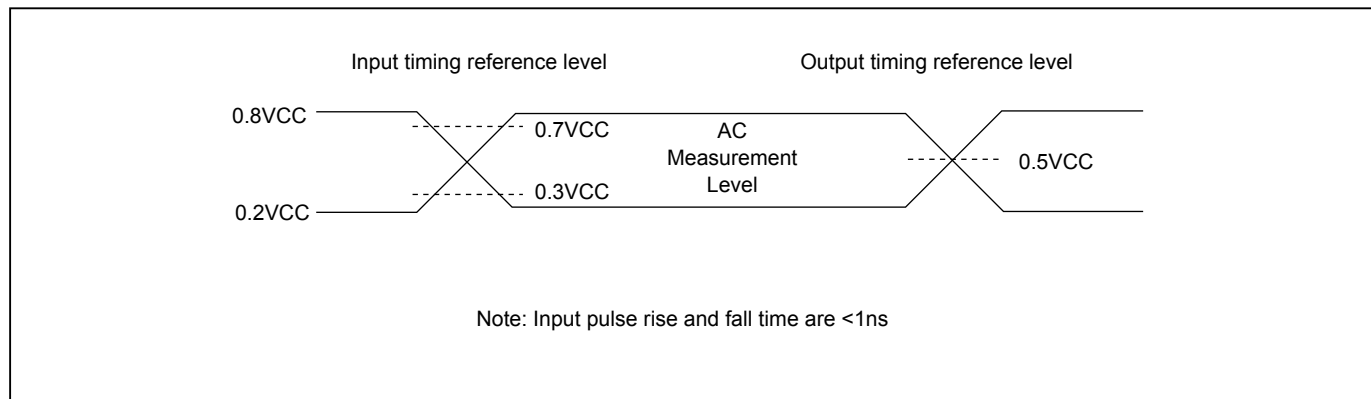 Input timing reference level
Output timing reference level
0.8VCC
0.7VCC
AC
Measurement
Level
0.5VCC
0.3VCC
0.2VCC
Note: Input pulse rise and fall time are <1ns